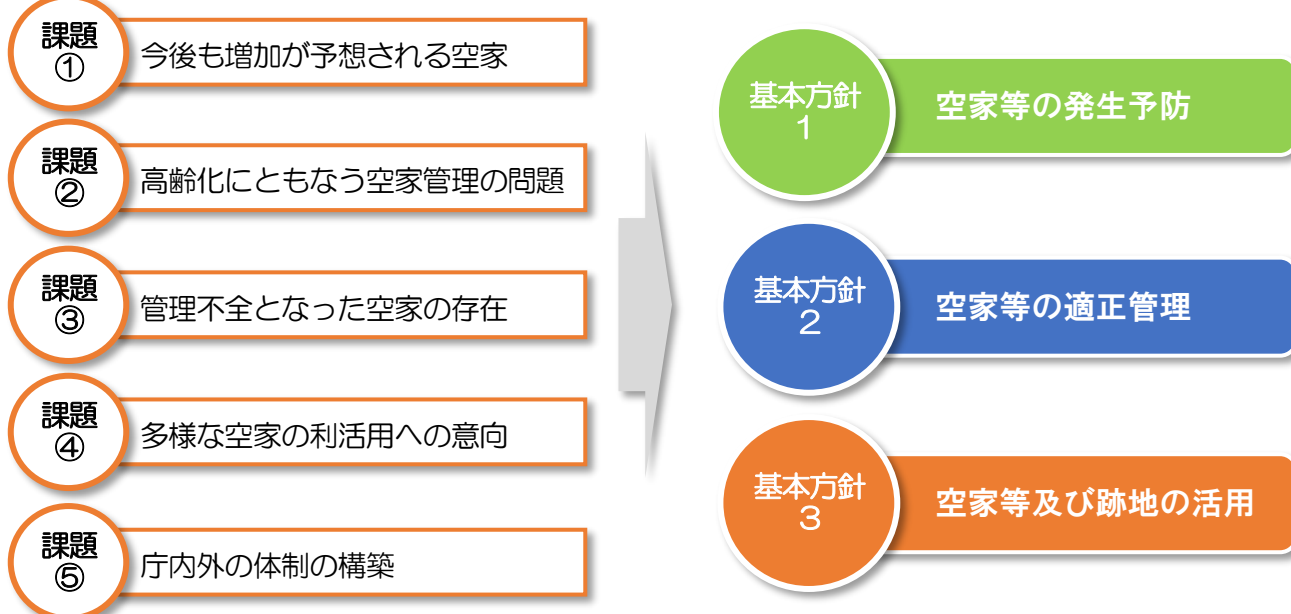 課題
①
今後も増加が予想される空家
課題
②
高齢化にともなう空家管理の問題
課題
③
管理不全となった空家の存在
課題
④
多様な空家の利活用への意向
課題
⑤
庁内外の体制の構築
基本方針
1
空家等の発生予防
基本方針
2
空家等の適正管理
基本方針
3
空家等及び跡地の活用